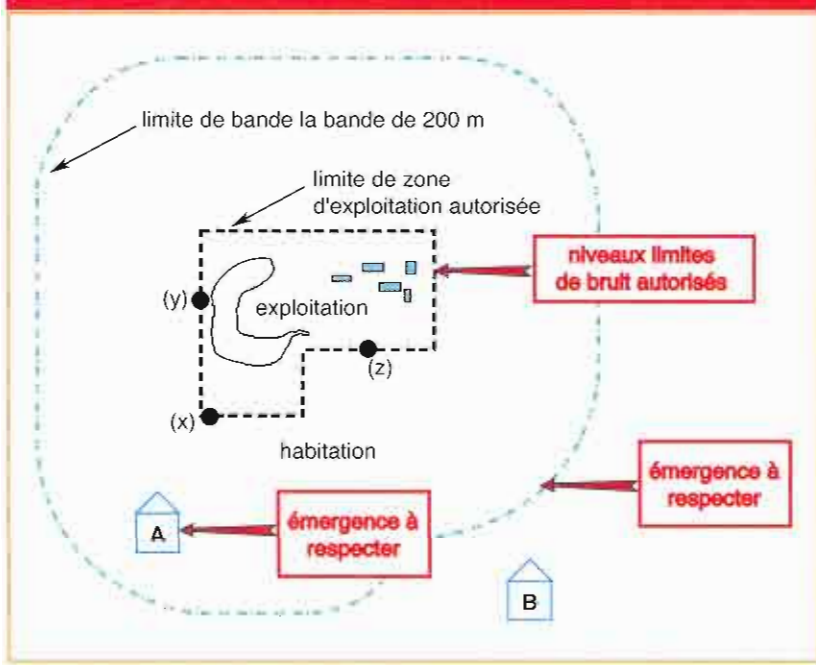 limite de bande la bande de 200 m
limite de zone
d'exploitation autorisée
niveaux limites
de bruit autorisés
(y)
exploitation
(z)
(x)
habitation
émergence à
respecter
A
émergence à
respecter
B